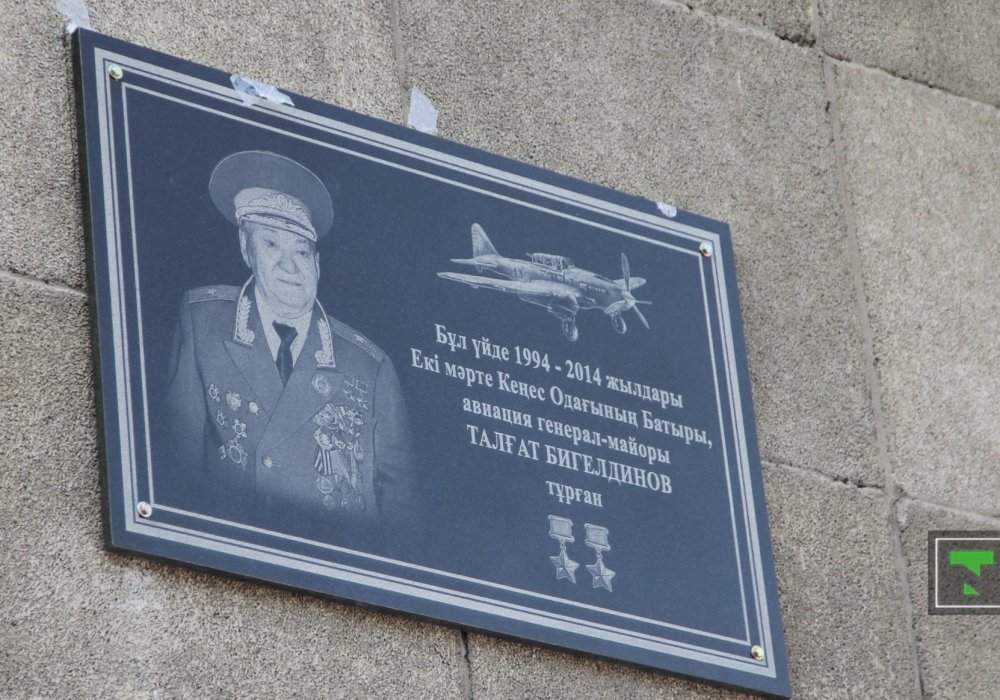 Бұл үйде 1994 - 2014 жылдары
Екі мәрте Кеңес Одағының Батыры,
авиация генерал-майоры
ТАЛҒАТ БИГЕЛДИНОВ
тұрған